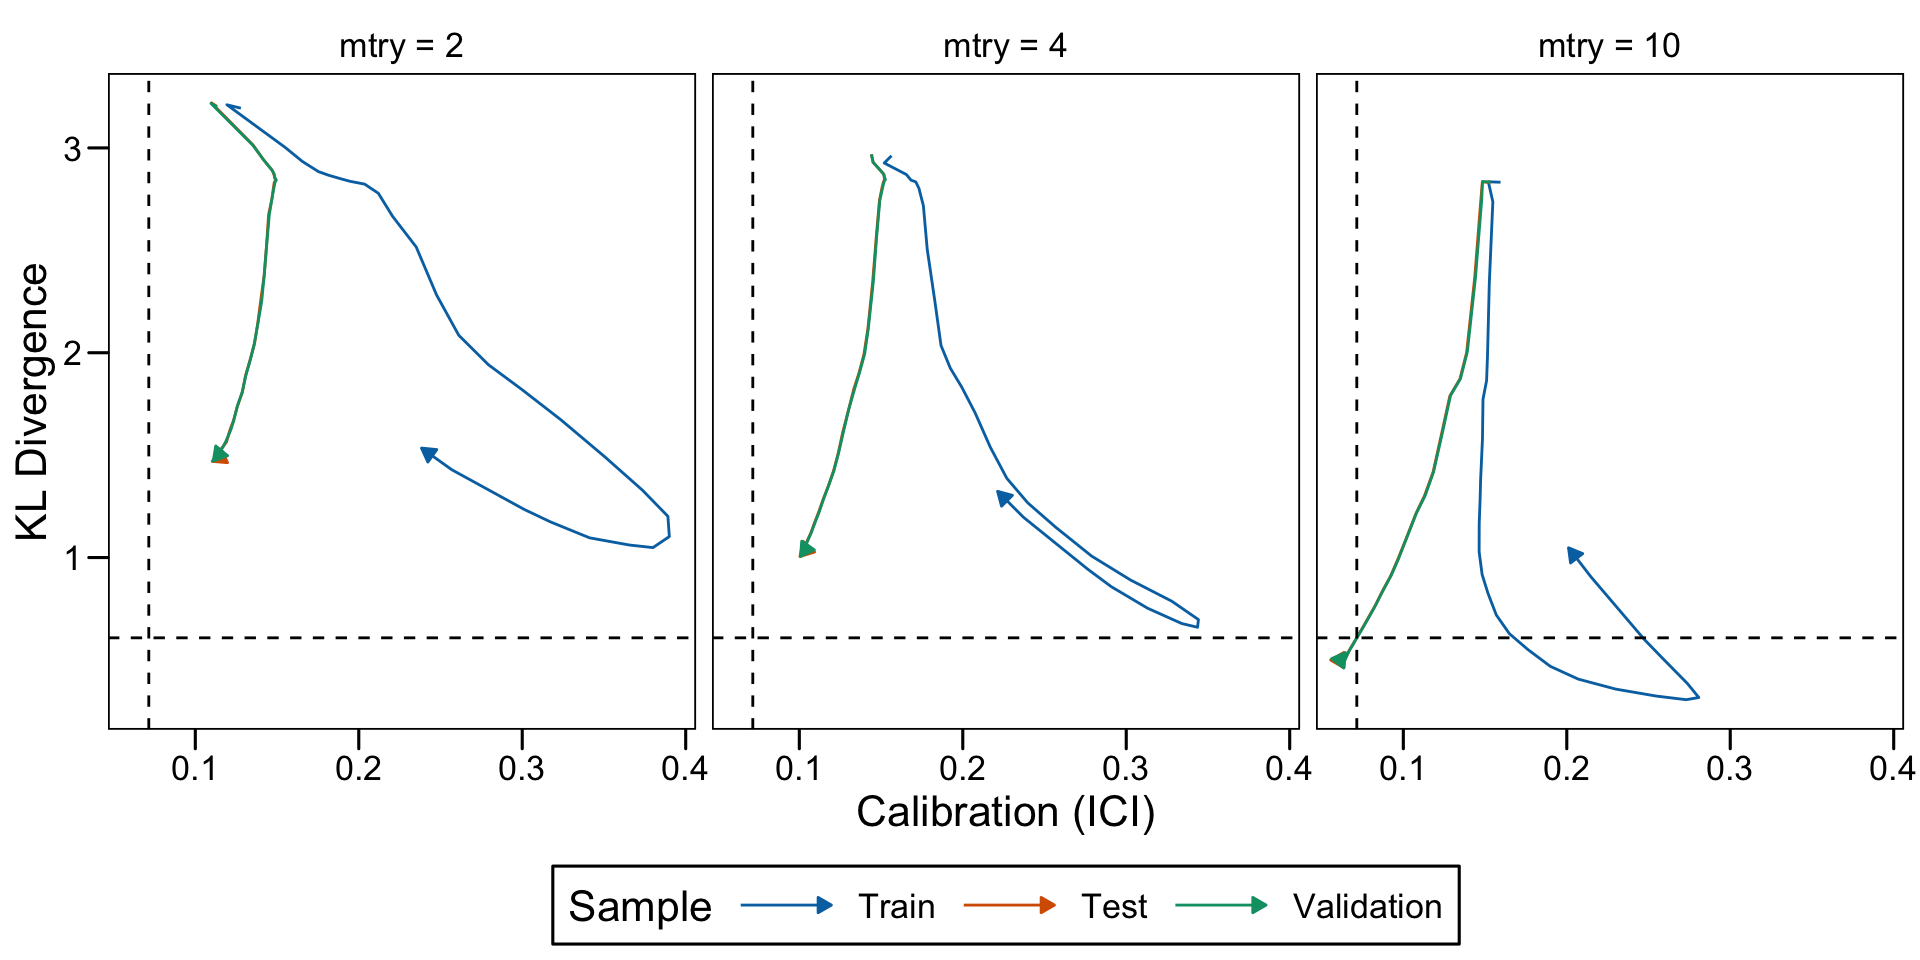 mtry = 2
mtry = 4
mtry = 10
KL Divergence
3
2
1
0.1
0.2
0.3
0.4
0.1
0.2
0.3
0.4
0.1
0.2
0.3
0.4
Calibration (ICI)
Sample
Train
Test
Validation